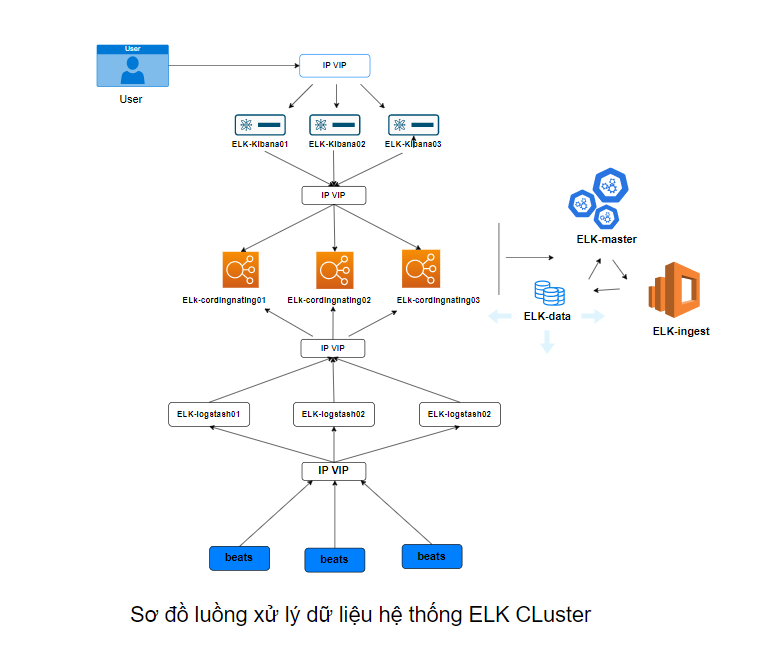 User
User
IP VIP
ELK-KIbana01
ELK-KIbana02
ELK-KIbana03
IP VIP
ELk-cordingnating01
ELk-cordingnating02
ELk-cordingnating03
ELK-master
ELK-data
ELK-ingest
IP VIP
ELK-logstash01
ELK-logstash02
ELK-logstash02
IP VIP
beats
beats
beats
Sơ đồ luồng xử lý dữ liệu hệ thống ELK CLuster